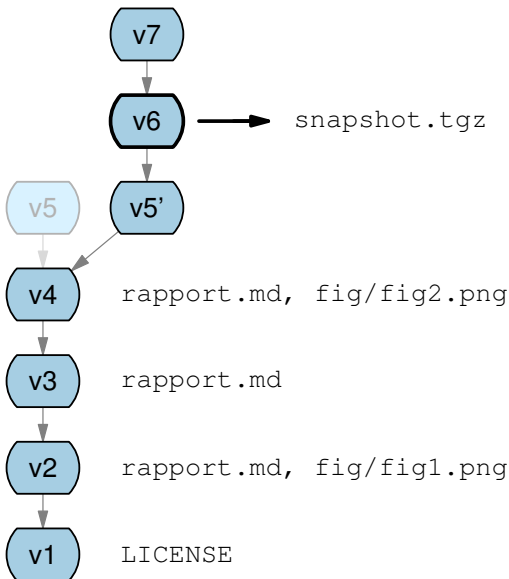 v7
v6 snapshot.tgz
v5 v5'
v4 rapport.md, fig/fig2.png
v3 rapport.md
v2 rapport.md, fig/fig1.png
v1 LICENSE